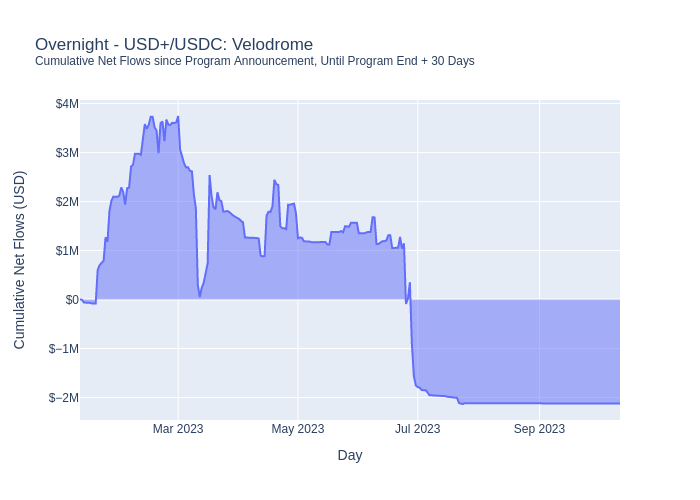 Overnight - USD+/USDC: Velodrome
Cumulative Net Flows since Program Announcement, Until Program End + 30 Days
$4M
$3M
$2M
$1M
$0
$−1M
$−2M
Cumulative Net Flows (USD)
Mar 2023
May 2023
Jul 2023
Sep 2023
Day